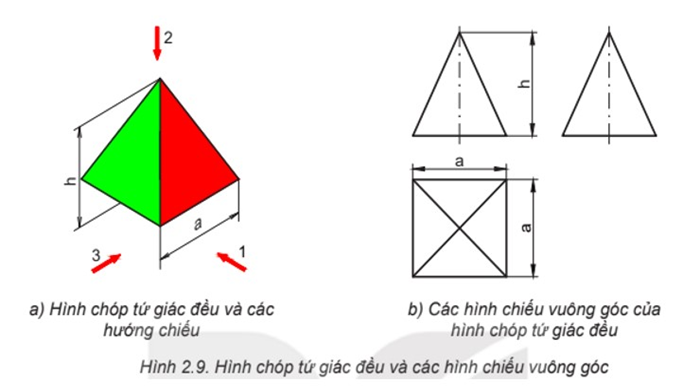 2
h
a
3
1
a) Hình chóp tứ giác đều và các
hướng chiếu
h
a
a
b) Các hình chiếu vuông góc của
hình chóp tứ giác đều
Hình 2.9. Hình chóp tứ giác đều và các hình chiếu vuông góc